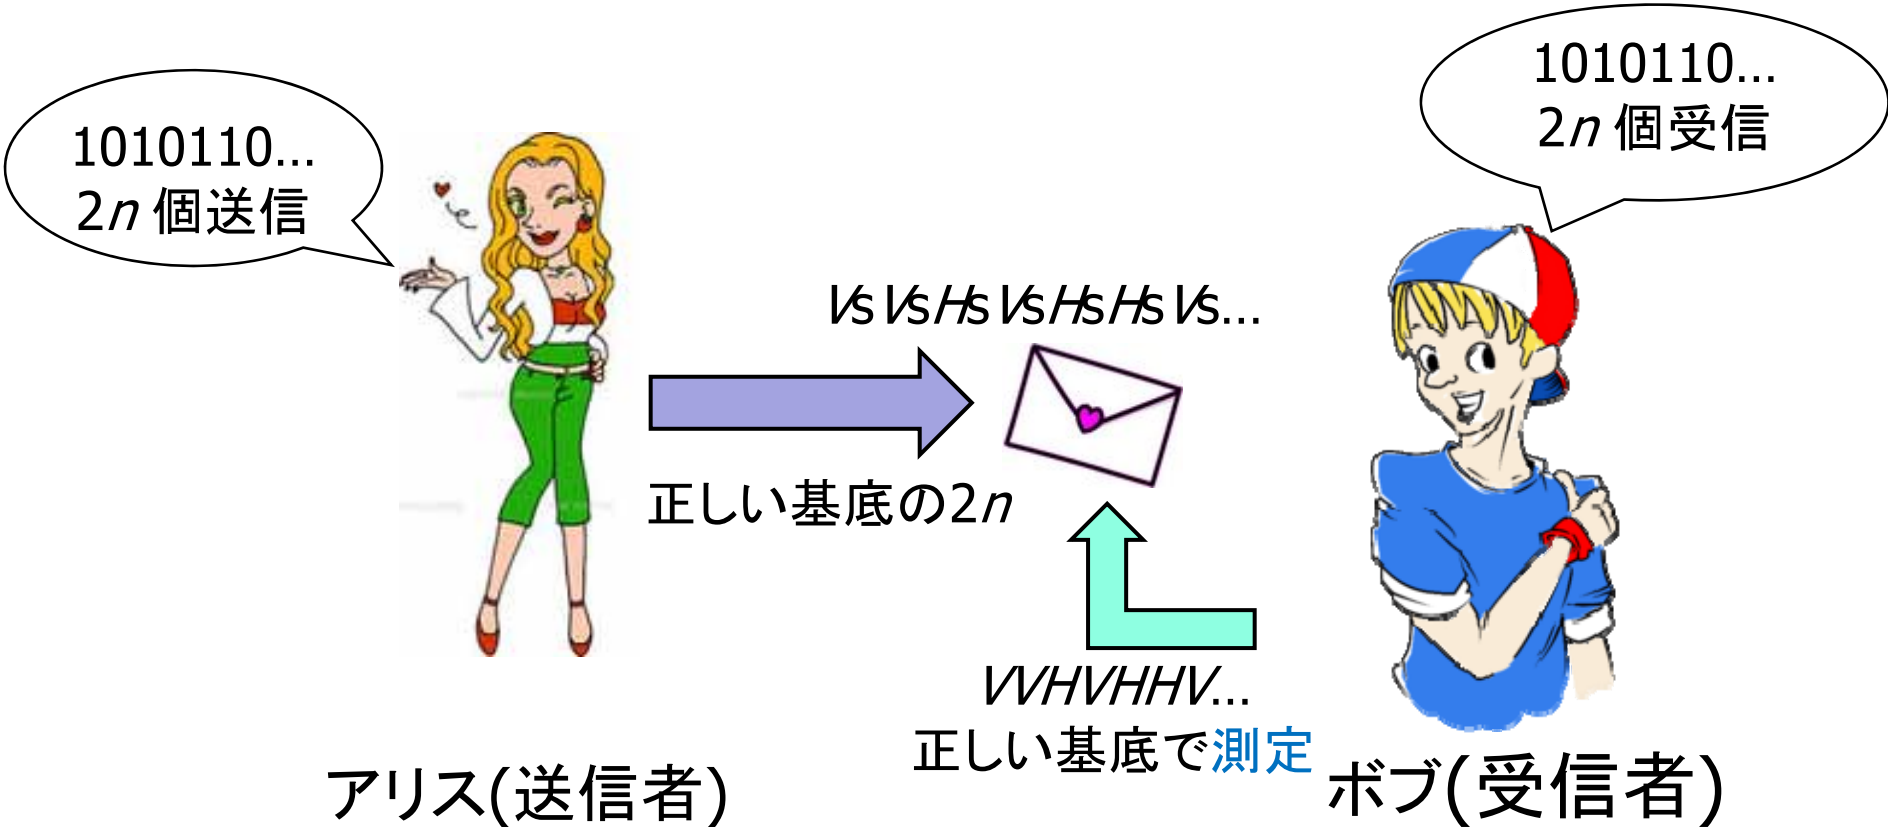 1010110…
2n 個送信
1010110…
2n 個受信
VsVsHsVsHsHsVs…
正しい基底の2n
VVHVHHV…
正しい基底で測定
アリス(送信者)
ボブ(受信者)